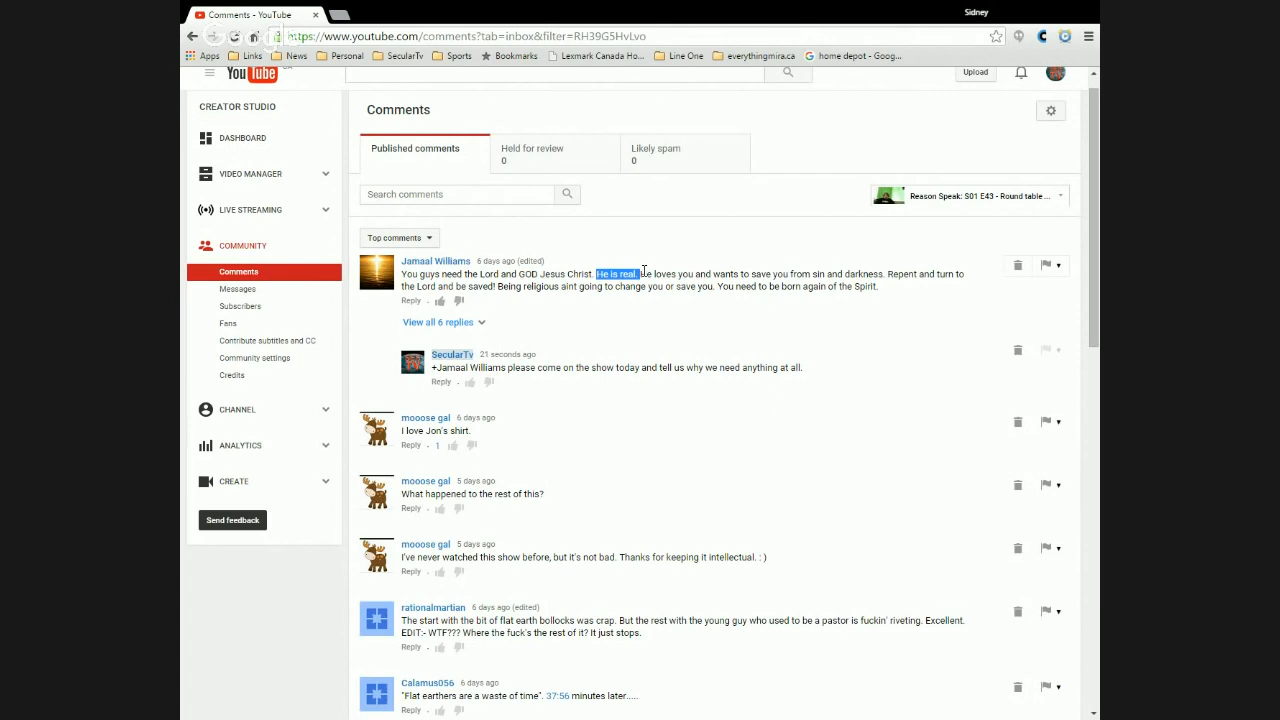 Sidney
Comments - YouTube
https://www.youtube.com/comments?tab=inbox&filter=RH39G5HvLvo
Apps Links News Personal SecularTv Sports Bookmarks Lexmark Canada Ho... Line One everythingmira.ca home depot - Goog...
YouTube
Upload
CREATOR STUDIO
DASHBOARD
VIDEO MANAGER
LIVE STREAMING
COMMUNITY
Comments
Messages
Subscribers
Fans
Contribute subtitles and CC
Community settings
Credits
CHANNEL
ANALYTICS
CREATE
Send feedback
Comments
Published comments
Held for review
0
Likely spam
0
Search comments
Reason Speak: S01 E43 - Round table ...
Top comments
Jamaal Williams 6 days ago (edited)
You guys need the Lord and GOD Jesus Christ. He is real. He loves you and wants to save you from sin and darkness. Repent and turn to
the Lord and be saved! Being religious aint going to change you or save you. You need to be born again of the Spirit.
Reply
View all 6 replies
SecularTv 21 seconds ago
+Jamaal Williams please come on the show today and tell us why we need anything at all.
Reply
mooose gal 6 days ago
I love Jon's shirt.
Reply · 1
mooose gal 5 days ago
What happened to the rest of this?
Reply
mooose gal 5 days ago
I've never watched this show before, but it's not bad. Thanks for keeping it intellectual. : )
Reply
rationalmartian 6 days ago (edited)
The start with the bit of flat earth bollocks was crap. But the rest with the young guy who used to be a pastor is fuckin' riveting. Excellent.
EDIT:- WTF??? Where the fuck's the rest of it? It just stops.
Reply
Calamus056 6 days ago
"Flat earthers are a waste of time". 37:56 minutes later.....
Reply